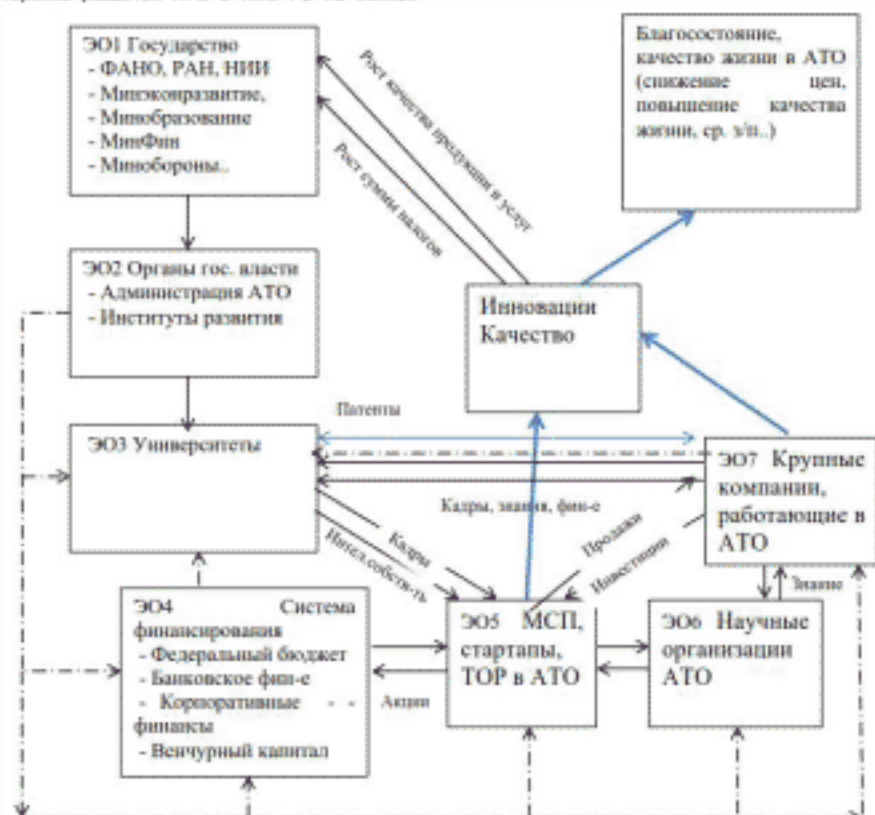 ЭО1 Государство
- ФАНО, РАН, НИИ
- Минэконразвитие,
- Минобразование
- МинФин
- Минобороны..
Благосостояние,
качество жизни в АТО
(снижение цен,
повышение качества
жизни, ср. з/п..)
Рост качества продукции и услуг
Рост суммы налогов
ЭО2 Органы гос. власти
- Администрация АТО
- Институты развития
Инновации
Качество
Патенты
ЭО3 Университеты
ЭО7 Крупные
компании,
работающие в
АТО
Кадры, знания, фин-е
Кадры
Интел.собств-ть
Продажи
Инвестиции
Знание
ЭО4 Система
финансирования
- Федеральный бюджет
- Банковское фин-е
- Корпоративные - -
финансы
- Венчурный капитал
Акции
ЭО5 МСП,
стартапы,
ТОР в АТО
ЭО6 Научные
организации
АТО